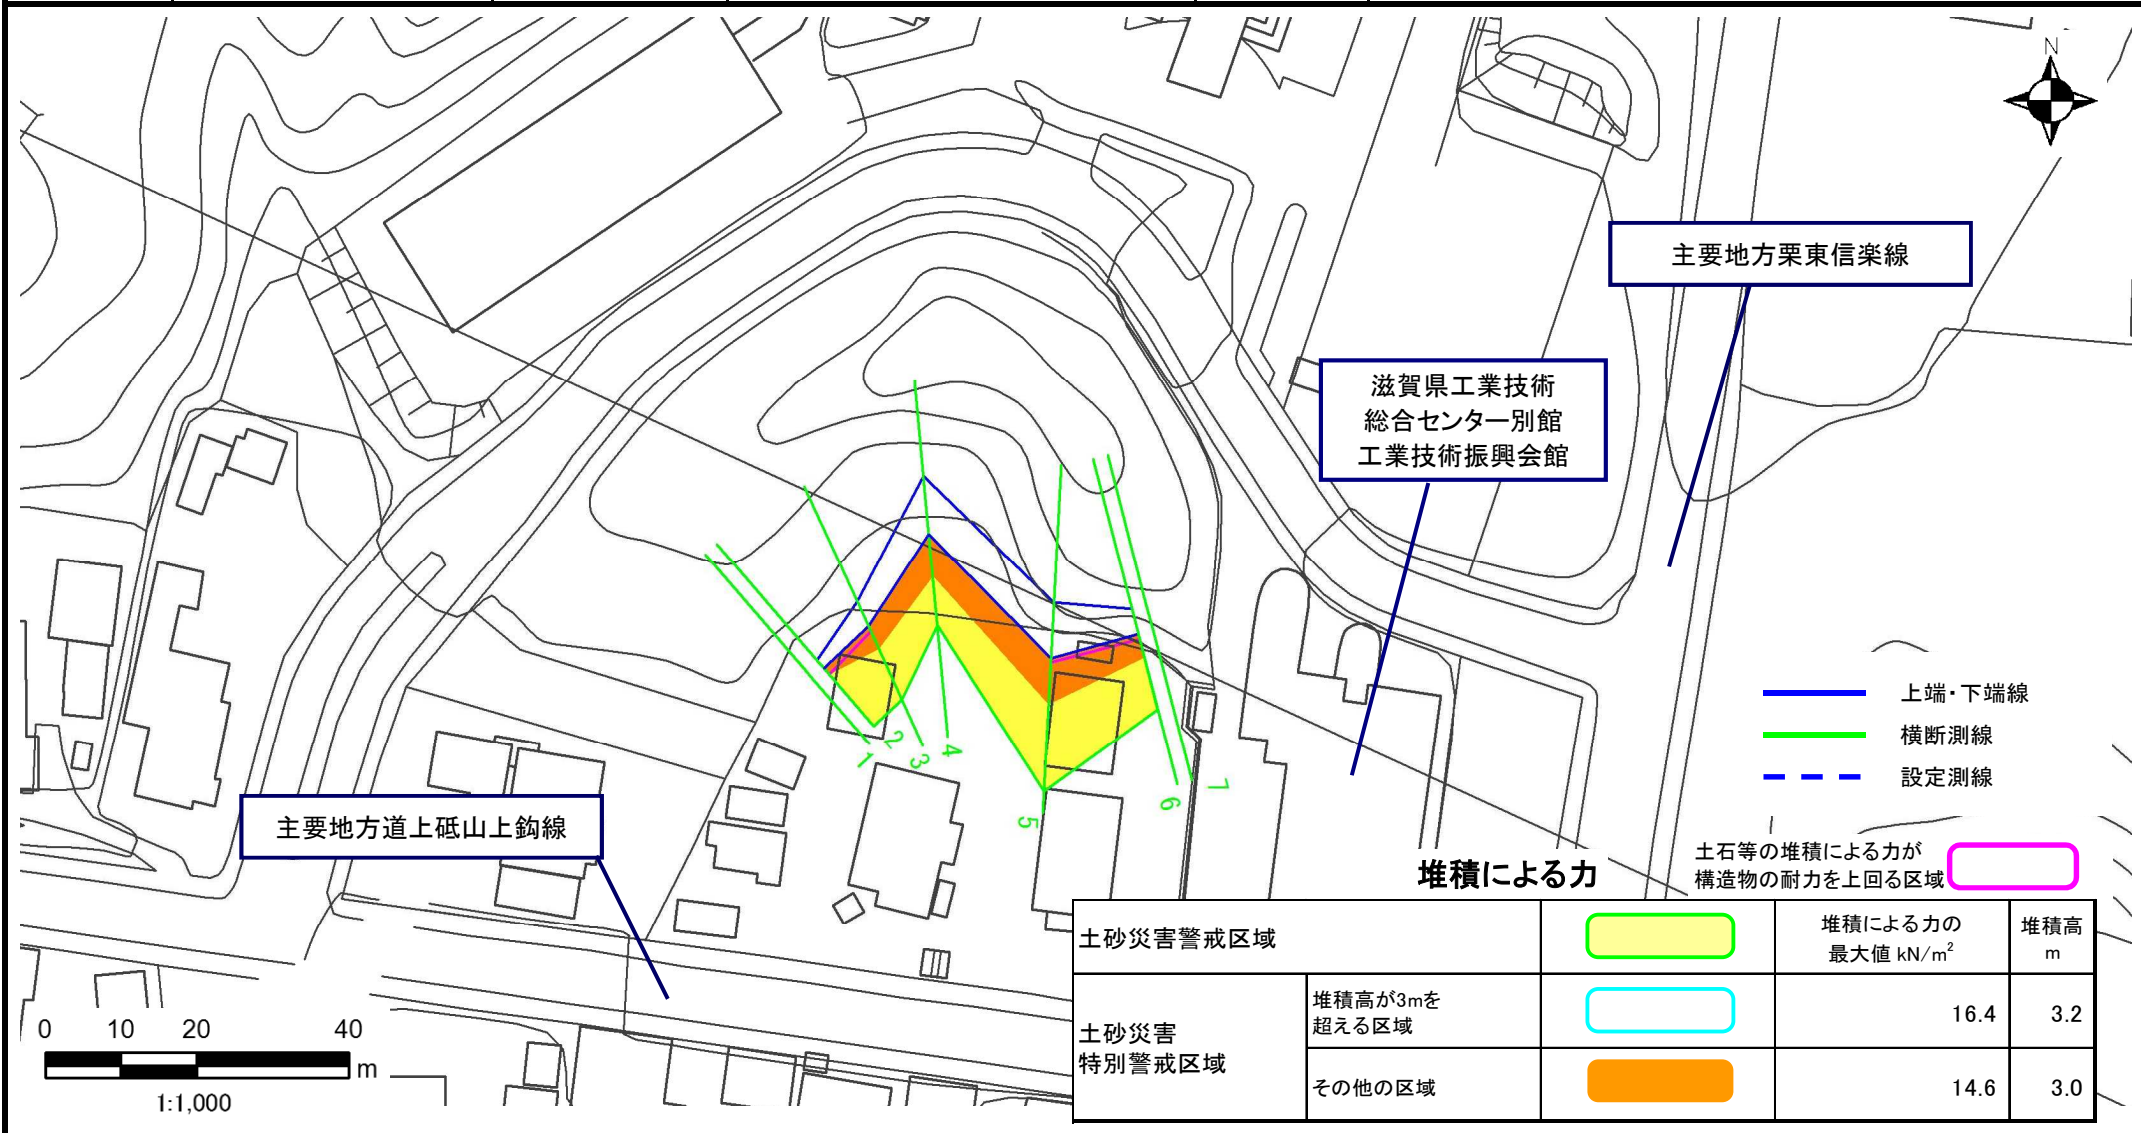 N
主要地方栗東信楽線
滋賀県工業技術
総合センター別館
工業技術振興会館
上端・下端線
横断測線
設定測線
1
2
3
4
5
6
7
主要地方道上砥山上鈎線
堆積による力
土石等の堆積による力が
構造物の耐力を上回る区域
土砂災害警戒区域
堆積による力の
最大値 kN/m²
堆積高
m
土砂災害
特別警戒区域
堆積高が3mを
超える区域
16.4
3.2
その他の区域
14.6
3.0
0 10 20 40
m
1:1,000